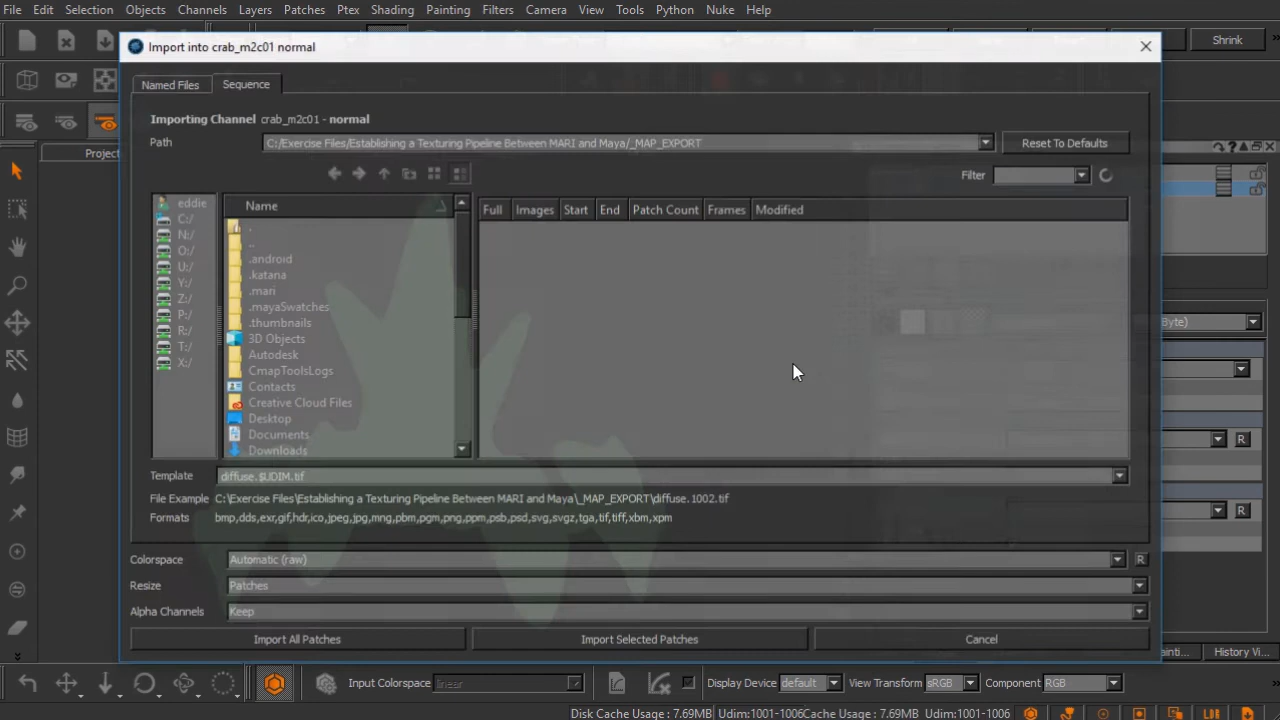 File Edit Selection Objects Channels Layers Patches Ptex Shading Painting Filters Camera View Tools Python Nuke Help
Shrink
Import into crab_m2c01 normal
Named Files Sequence
Importing Channel crab_m2c01 - normal
Path C:/Exercise Files/Establishing a Texturing Pipeline Between MARI and Maya/_MAP_EXPORT Reset To Defaults
Project
Filter
eddie
C:/
N:/
O:/
U:/
Y:/
Z:/
P:/
R:/
T:/
X:/
Name
.
..
.android
.katana
.mari
.mayaSwatches
.thumbnails
3D Objects
Autodesk
CmapToolsLogs
Contacts
Creative Cloud Files
Desktop
Documents
Downloads
Full Images Start End Patch Count Frames Modified
Byte)
R
R
Template diffuse.$UDIM.tif
File Example C:\Exercise Files\Establishing a Texturing Pipeline Between MARI and Maya\_MAP_EXPORT\diffuse.1002.tif
Formats bmp,dds,exr,gif,hdr,ico,jpeg,jpg,mng,pbm,pgm,png,ppm,psb,psd,svg,svgz,tga,tif,tiff,xbm,xpm
Colorspace Automatic (raw) R
Resize Patches
Alpha Channels Keep
Import All Patches Import Selected Patches Cancel
ainti... History Vi...
Input Colorspace linear Display Device default View Transform sRGB Component RGB
Disk Cache Usage : 7.69MB Udim:1001-1006Cache Usage : 7.69MB Udim:1001-1006